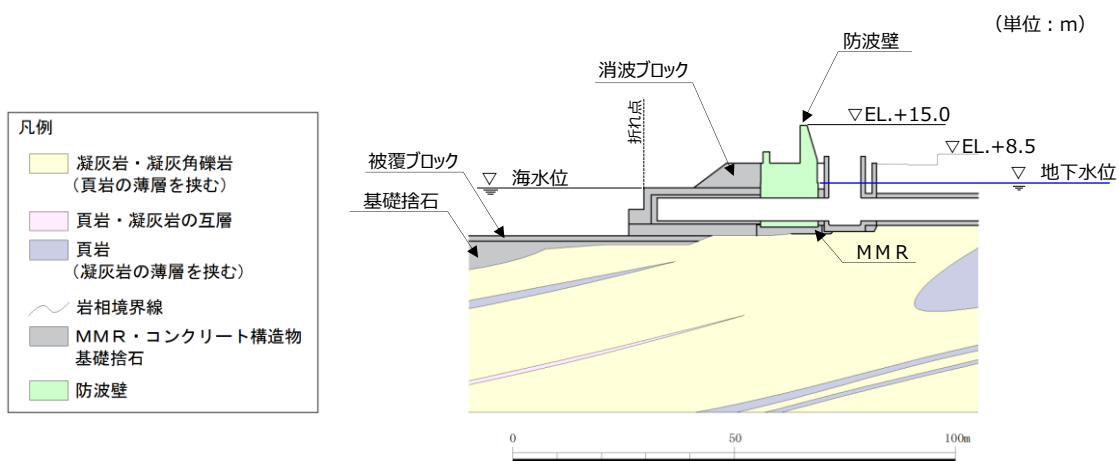 (単位：m)
防波壁
消波ブロック
折れ点
▽EL.+15.0
▽EL.+8.5
被覆ブロック
▽ 海水位
▽ 地下水位
基礎捨石
ＭＭＲ
凡例
凝灰岩・凝灰角礫岩
(頁岩の薄層を挟む)
頁岩・凝灰岩の互層
頁岩
(凝灰岩の薄層を挟む)
岩相境界線
ＭＭＲ・コンクリート構造物
基礎捨石
防波壁
0 50 100m